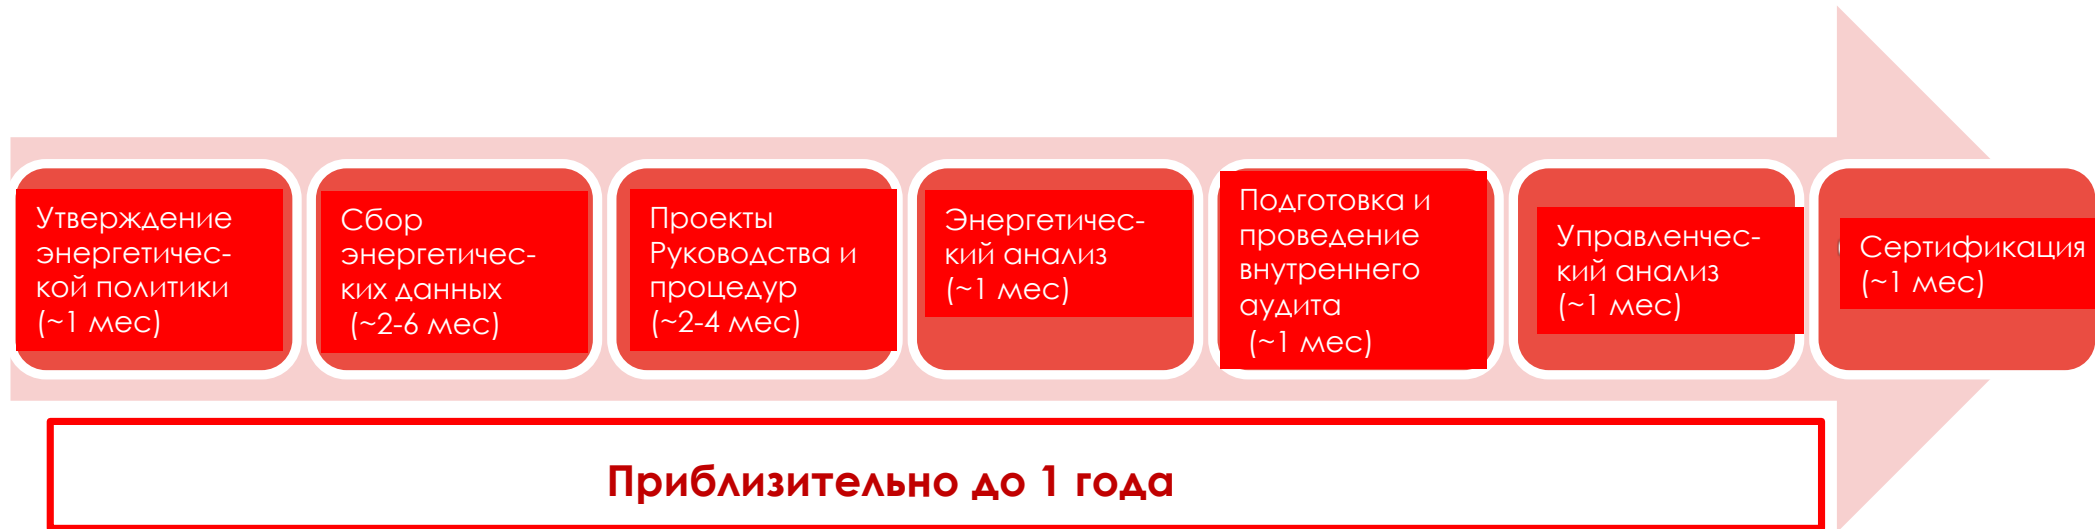 Утверждение
энергетичес-
кой политики
(~1 мес)
Сбор
энергетичес-
ких данных
(~2-6 мес)
Проекты
Руководства и
процедур
(~2-4 мес)
Энергетичес-
кий анализ
(~1 мес)
Подготовка и
проведение
внутреннего
аудита
(~1 мес)
Управленчес-
кий анализ
(~1 мес)
Сертификация
(~1 мес)
Приблизительно до 1 года